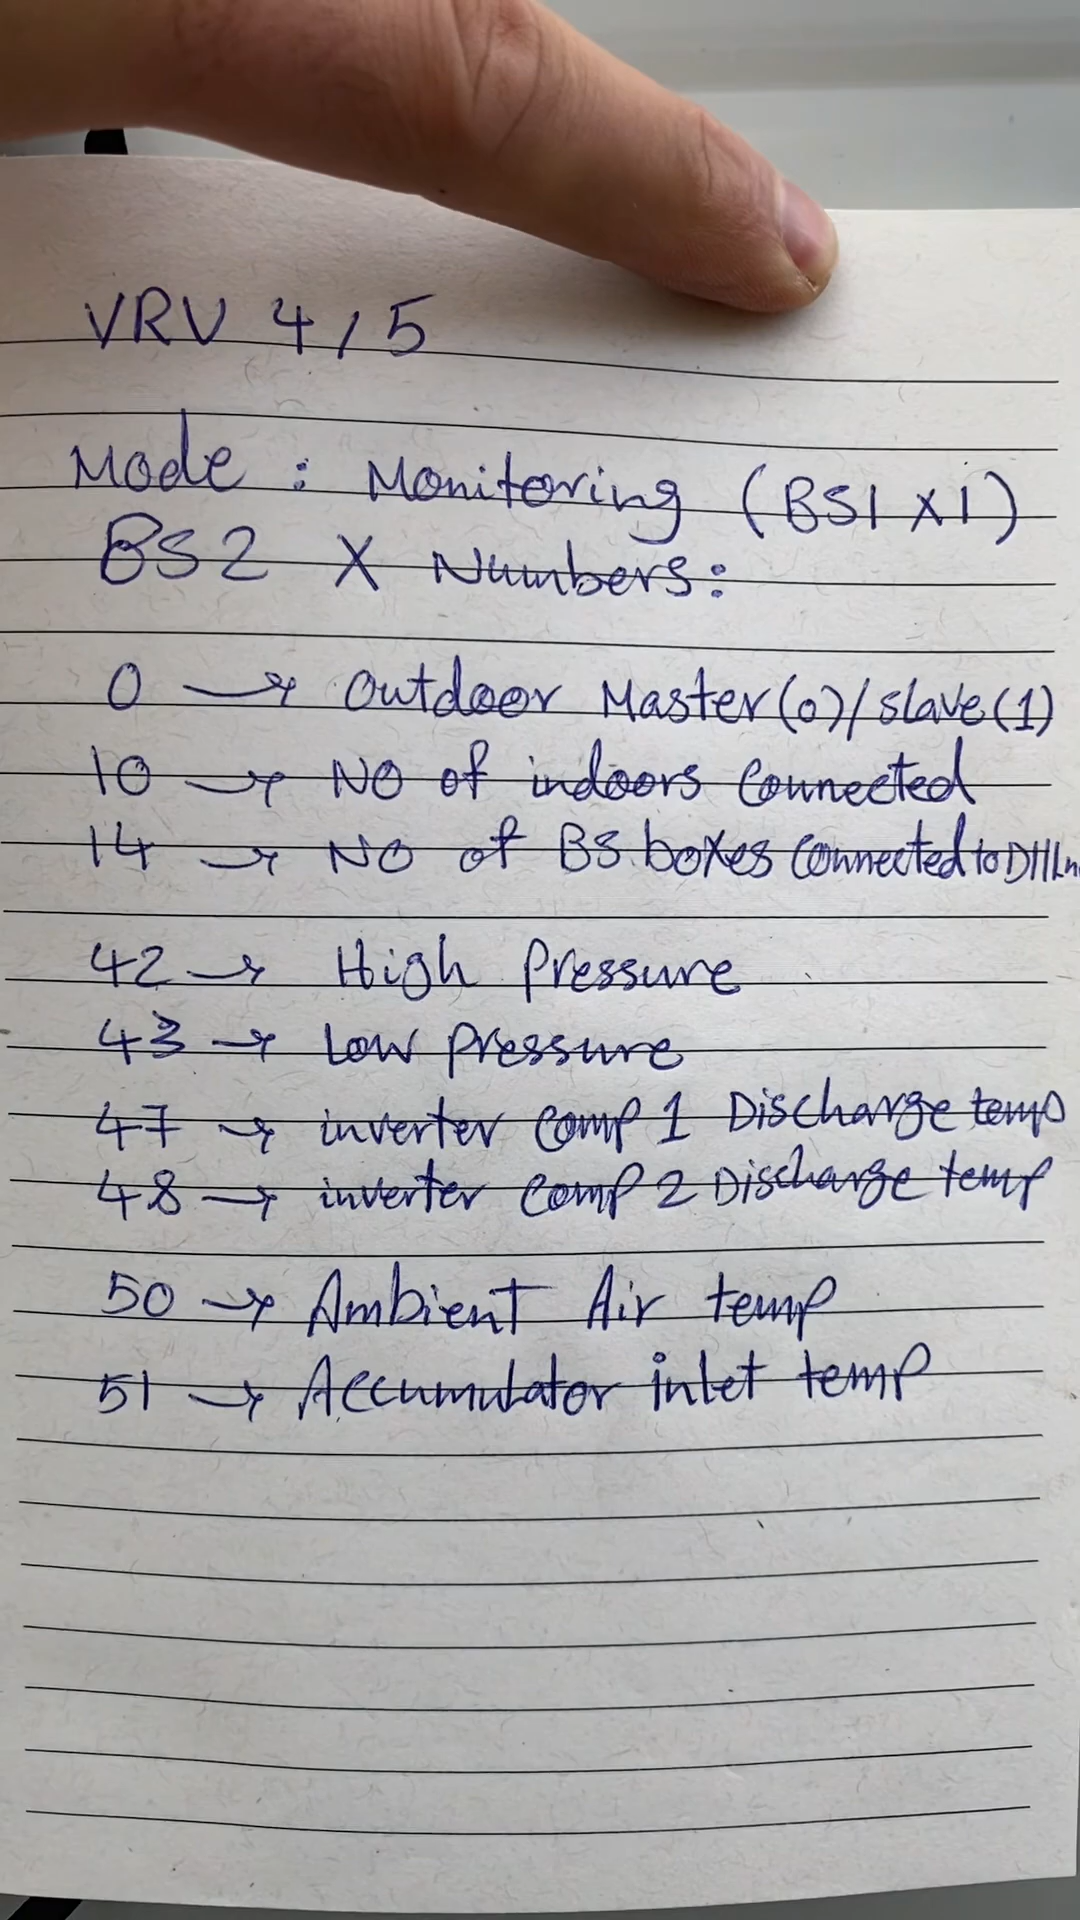 VRV 4/5
Mode : Monitoring (BS1 X1)
BS2 X Numbers:
0 → Outdoor Master(0)/slave(1)
10 → NO of indoors Connected
14 → NO of BS boxes Connected to
42 → High Pressure
43 → Low Pressure
47 → inverter Comp 1 Discharge temp
48 → inverter Comp 2 Discharge temp
50 → Ambient Air temp
51 → Accumulator inlet temp